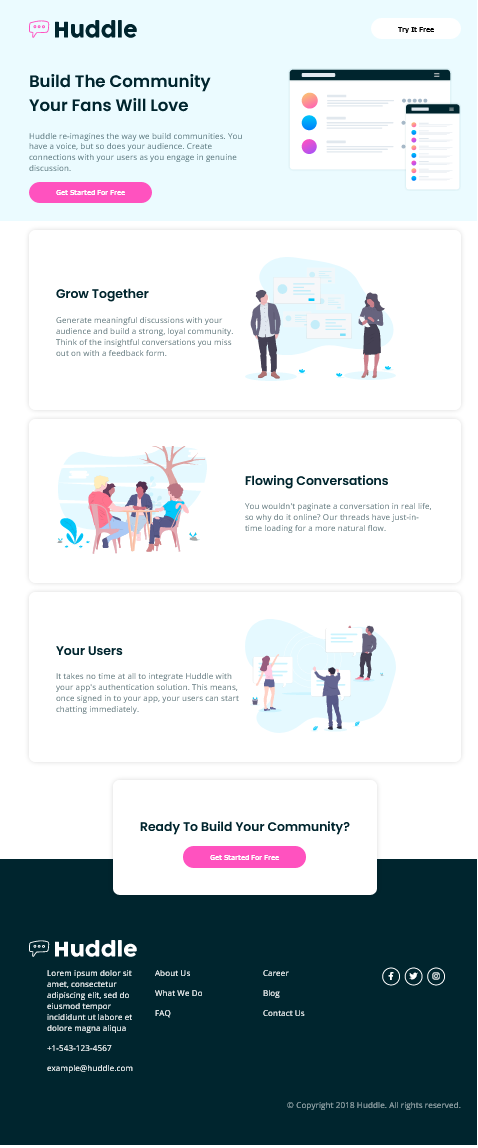 Huddle
Try It Free
Build The Community
Your Fans Will Love
Huddle re-imagines the way we build communities. You
have a voice, but so does your audience. Create
connections with your users as you engage in genuine
discussion.
Get Started For Free
Grow Together
Generate meaningful discussions with your
audience and build a strong, loyal community.
Think of the insightful conversations you miss
out on with a feedback form.
Flowing Conversations
You wouldn't paginate a conversation in real life,
so why do it online? Our threads have just-in-
time loading for a more natural flow.
Your Users
It takes no time at all to integrate Huddle with
your app's authentication solution. This means,
once signed in to your app, your users can start
chatting immediately.
Ready To Build Your Community?
Get Started For Free
Huddle
Lorem ipsum dolor sit
amet, consectetur
adipiscing elit, sed do
eiusmod tempor
incididunt ut labore et
dolore magna aliqua
+1-543-123-4567
example@huddle.com
About Us
What We Do
FAQ
Career
Blog
Contact Us
© Copyright 2018 Huddle. All rights reserved.